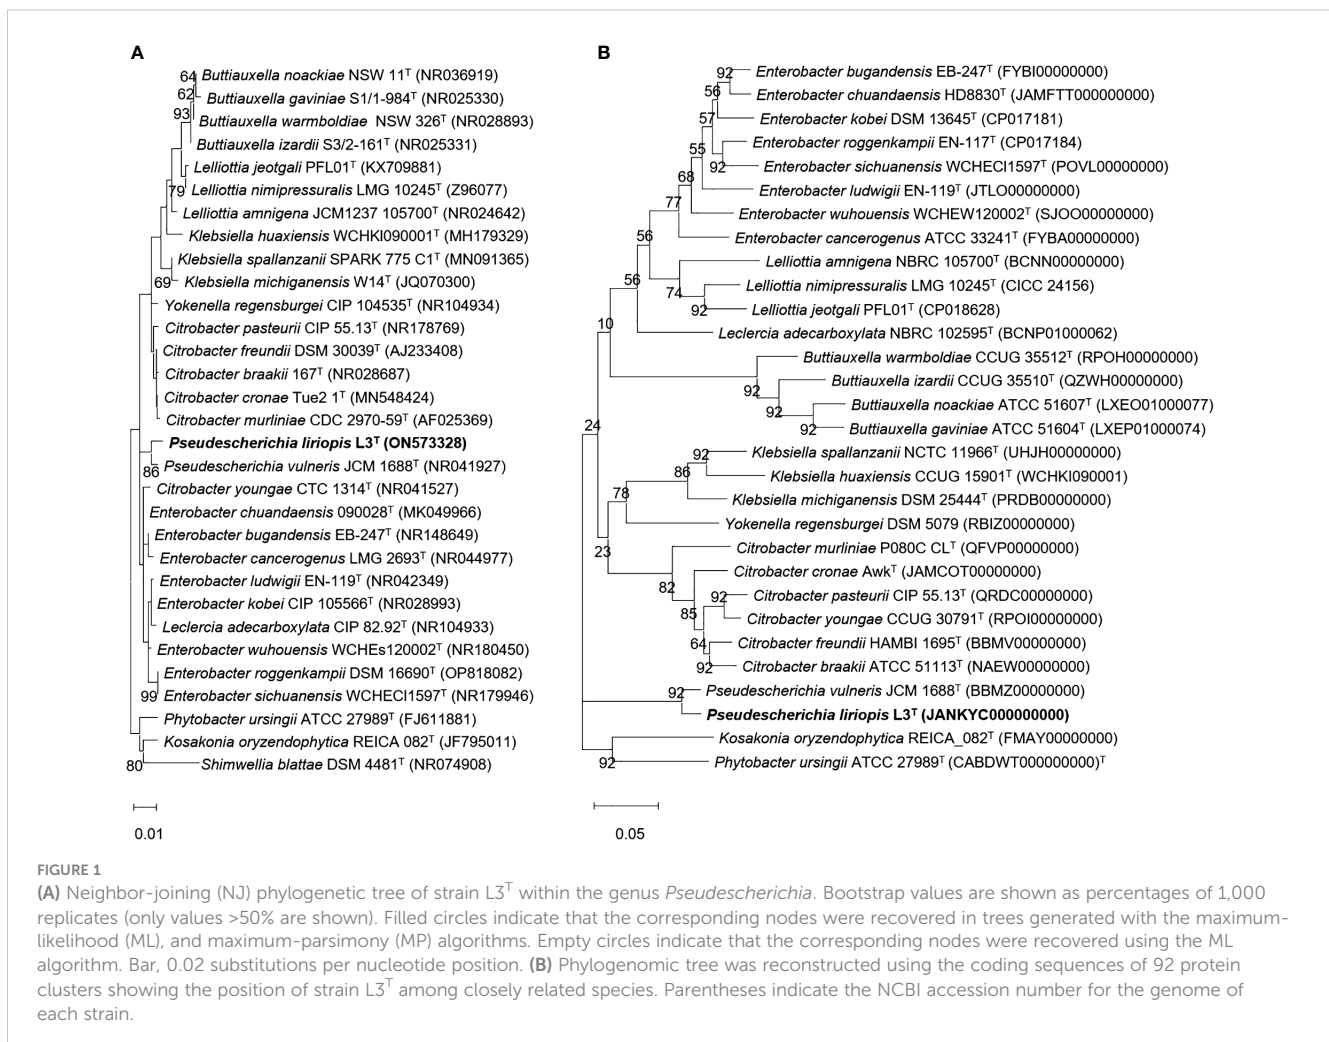 A
64 Buttiauxella noackiae NSW 11ᵀ (NR036919)
62 Buttiauxella gaviniae S1/1-984ᵀ (NR025330)
93 Buttiauxella warmboldiae NSW 326ᵀ (NR028893)
Buttiauxella izardii S3/2-161ᵀ (NR025331)
Lelliottia jeotgali PFL01ᵀ (KX709881)
79 Lelliottia nimipressuralis LMG 10245ᵀ (Z96077)
Lelliottia amnigena JCM1237 105700ᵀ (NR024642)
Klebsiella huaxiensis WCHKI090001ᵀ (MH179329)
Klebsiella spallanzanii SPARK 775 C1ᵀ (MN091365)
69 Klebsiella michiganensis W14ᵀ (JQ070300)
Yokenella regensburgei CIP 104535ᵀ (NR104934)
Citrobacter pasteurii CIP 55.13ᵀ (NR178769)
Citrobacter freundii DSM 30039ᵀ (AJ233408)
Citrobacter braakii 167ᵀ (NR028687)
Citrobacter cronae Tue2 1ᵀ (MN548424)
Citrobacter murliniae CDC 2970-59ᵀ (AF025369)
Pseudescherichia liriopis L3ᵀ (ON573328)
86 Pseudescherichia vulneris JCM 1688ᵀ (NR041927)
Citrobacter youngae CTC 1314ᵀ (NR041527)
Enterobacter chuandaensis 090028ᵀ (MK049966)
Enterobacter bugandensis EB-247ᵀ (NR148649)
Enterobacter cancerogenus LMG 2693ᵀ (NR044977)
Enterobacter ludwigii EN-119ᵀ (NR042349)
Enterobacter kobei CIP 105566ᵀ (NR028993)
Leclercia adecarboxylata CIP 82.92ᵀ (NR104933)
Enterobacter wuhouensis WCHEs120002ᵀ (NR180450)
Enterobacter roggenkampii DSM 16690ᵀ (OP818082)
99 Enterobacter sichuanensis WCHECI1597ᵀ (NR179946)
Phytobacter ursingii ATCC 27989ᵀ (FJ611881)
Kosakonia oryzendophytica REICA 082ᵀ (JF795011)
80 Shimwellia blattae DSM 4481ᵀ (NR074908)
0.01
B
92 Enterobacter bugandensis EB-247ᵀ (FYBI00000000)
56 Enterobacter chuandaensis HD8830ᵀ (JAMFTT000000000)
57 Enterobacter kobei DSM 13645ᵀ (CP017181)
Enterobacter roggenkampii EN-117ᵀ (CP017184)
55 92 Enterobacter sichuanensis WCHECI1597ᵀ (POVL00000000)
68 Enterobacter ludwigii EN-119ᵀ (JTLO00000000)
77 Enterobacter wuhouensis WCHEW120002ᵀ (SJOO00000000)
56 Enterobacter cancerogenus ATCC 33241ᵀ (FYBA00000000)
Lelliottia amnigena NBRC 105700ᵀ (BCNN00000000)
56 74 Lelliottia nimipressuralis LMG 10245ᵀ (CICC 24156)
92 Lelliottia jeotgali PFL01ᵀ (CP018628)
10 Leclercia adecarboxylata NBRC 102595ᵀ (BCNP01000062)
Buttiauxella warmboldiae CCUG 35512ᵀ (RPOH00000000)
92 Buttiauxella izardii CCUG 35510ᵀ (QZWH00000000)
92 Buttiauxella noackiae ATCC 51607ᵀ (LXEO01000077)
24 92 Buttiauxella gaviniae ATCC 51604ᵀ (LXEP01000074)
92 Klebsiella spallanzanii NCTC 11966ᵀ (UHJH00000000)
86 Klebsiella huaxiensis CCUG 15901ᵀ (WCHKI090001)
78 Klebsiella michiganensis DSM 25444ᵀ (PRDB00000000)
Yokenella regensburgei DSM 5079 (RBIZ00000000)
23 Citrobacter murliniae P080C CLᵀ (QFVP00000000)
82 Citrobacter cronae Awkᵀ (JAMCOT00000000)
92 Citrobacter pasteurii CIP 55.13ᵀ (QRDC00000000)
85 Citrobacter youngae CCUG 30791ᵀ (RPOI00000000)
64 Citrobacter freundii HAMBI 1695ᵀ (BBMV00000000)
92 Citrobacter braakii ATCC 51113ᵀ (NAEW00000000)
92 Pseudescherichia vulneris JCM 1688ᵀ (BBMZ00000000)
Pseudescherichia liriopis L3ᵀ (JANKYC000000000)
Kosakonia oryzendophytica REICA_082ᵀ (FMAY00000000)
92 Phytobacter ursingii ATCC 27989ᵀ (CABDWT000000000)ᵀ
0.05
FIGURE 1
(A) Neighbor-joining (NJ) phylogenetic tree of strain L3ᵀ within the genus Pseudescherichia. Bootstrap values are shown as percentages of 1,000
replicates (only values >50% are shown). Filled circles indicate that the corresponding nodes were recovered in trees generated with the maximum-
likelihood (ML), and maximum-parsimony (MP) algorithms. Empty circles indicate that the corresponding nodes were recovered using the ML
algorithm. Bar, 0.02 substitutions per nucleotide position. (B) Phylogenomic tree was reconstructed using the coding sequences of 92 protein
clusters showing the position of strain L3ᵀ among closely related species. Parentheses indicate the NCBI accession number for the genome of
each strain.